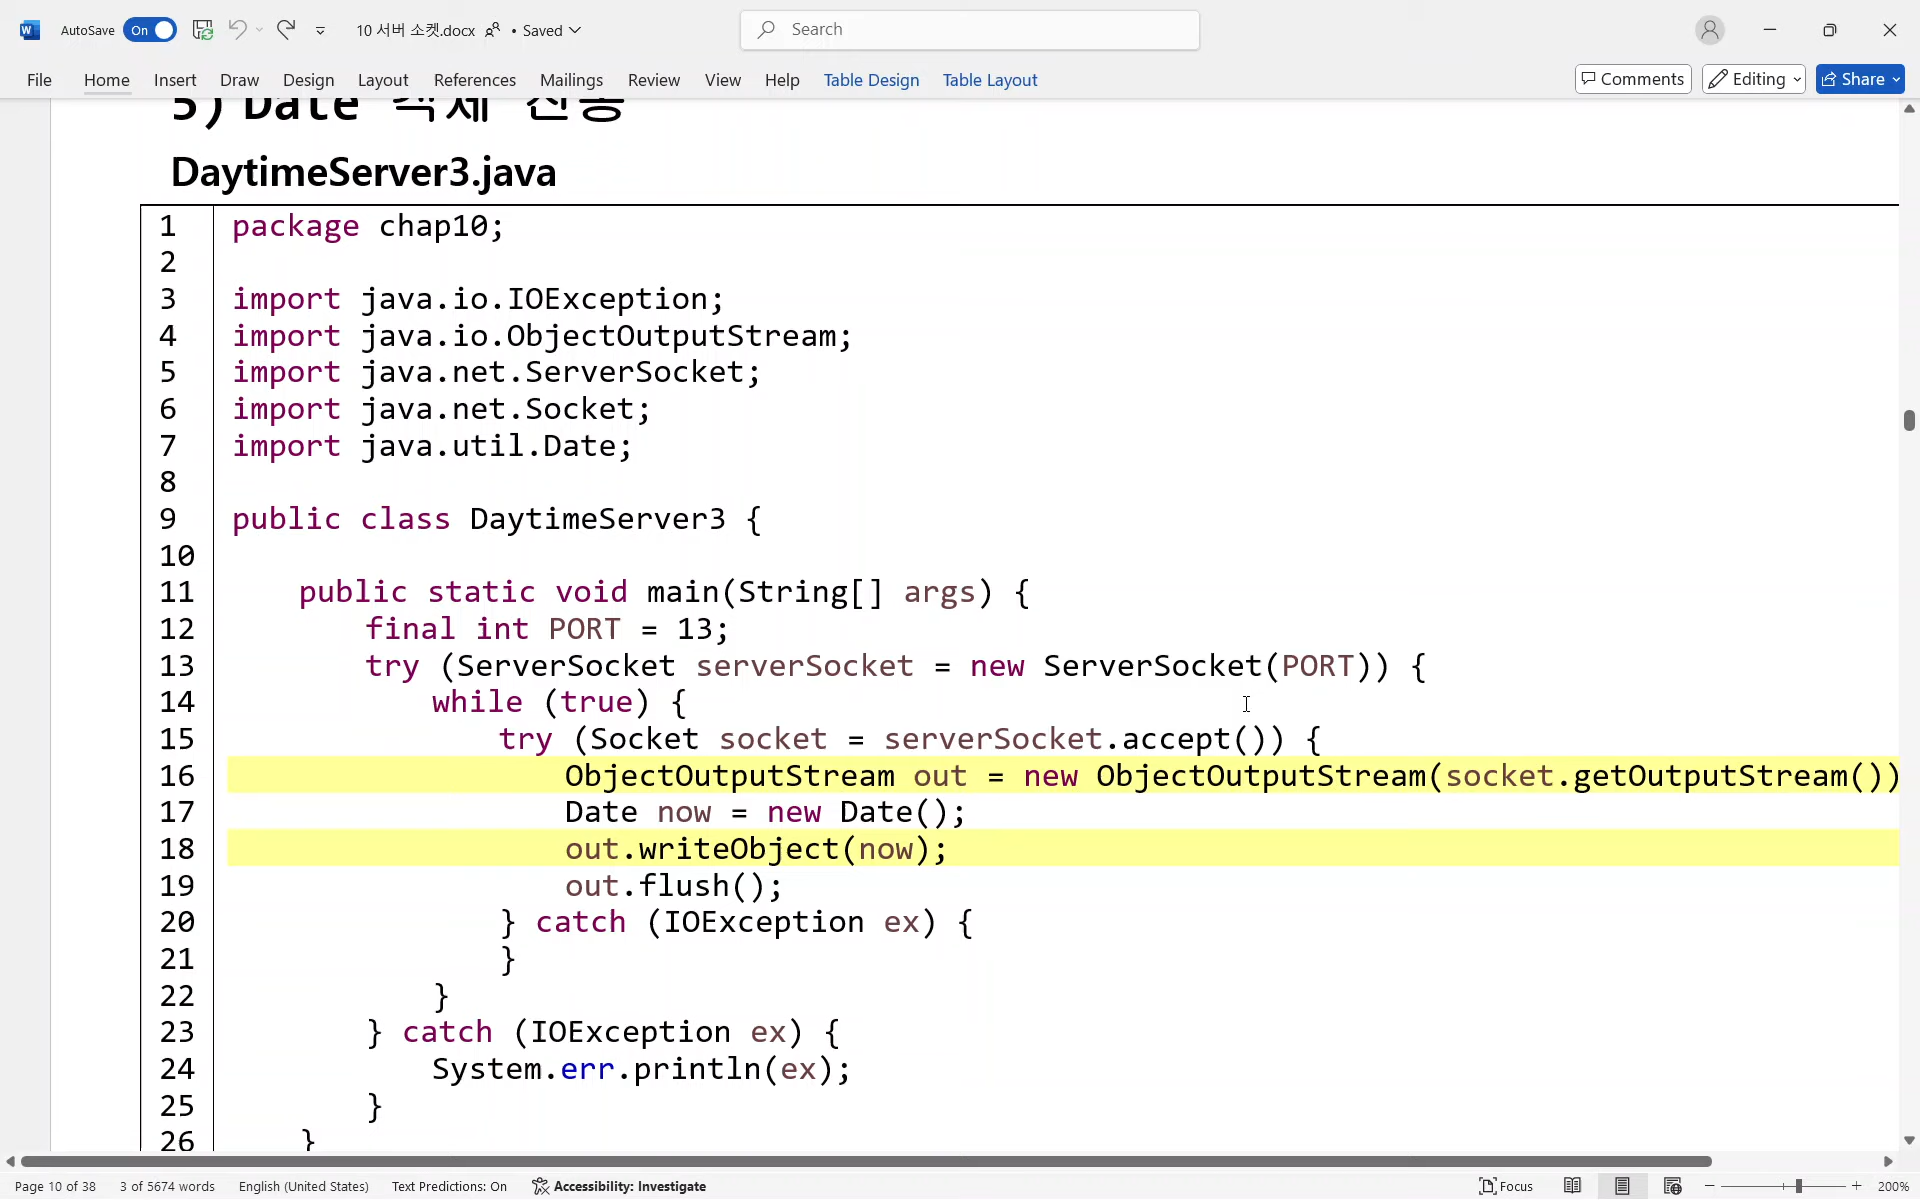 AutoSave On 10 서버 소켓.docx • Saved Search
File Home Insert Draw Design Layout References Mailings Review View Help Table Design Table Layout Comments Editing Share
5) Date 객체 전송
DaytimeServer3.java
1 package chap10;
2
3 import java.io.IOException;
4 import java.io.ObjectOutputStream;
5 import java.net.ServerSocket;
6 import java.net.Socket;
7 import java.util.Date;
8
9 public class DaytimeServer3 {
10
11 public static void main(String[] args) {
12 final int PORT = 13;
13 try (ServerSocket serverSocket = new ServerSocket(PORT)) {
14 while (true) {
15 try (Socket socket = serverSocket.accept()) {
16 ObjectOutputStream out = new ObjectOutputStream(socket.getOutputStream())
17 Date now = new Date();
18 out.writeObject(now);
19 out.flush();
20 } catch (IOException ex) {
21 }
22 }
23 } catch (IOException ex) {
24 System.err.println(ex);
25 }
26 }
Page 10 of 38 3 of 5674 words English (United States) Text Predictions: On Accessibility: Investigate Focus 200%